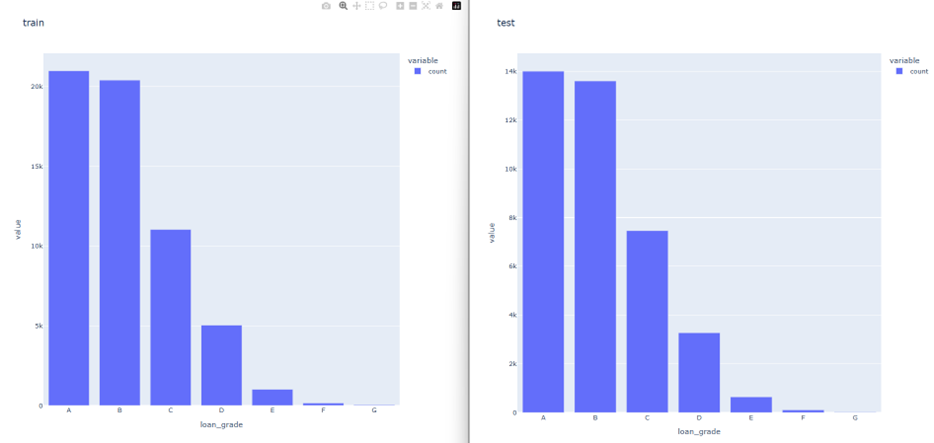 train
variable
count
20k
15k
10k
5k
0
value
A B C D E F G
loan_grade
test
variable
count
14k
12k
10k
8k
6k
4k
2k
0
value
A B C D E F G
loan_grade